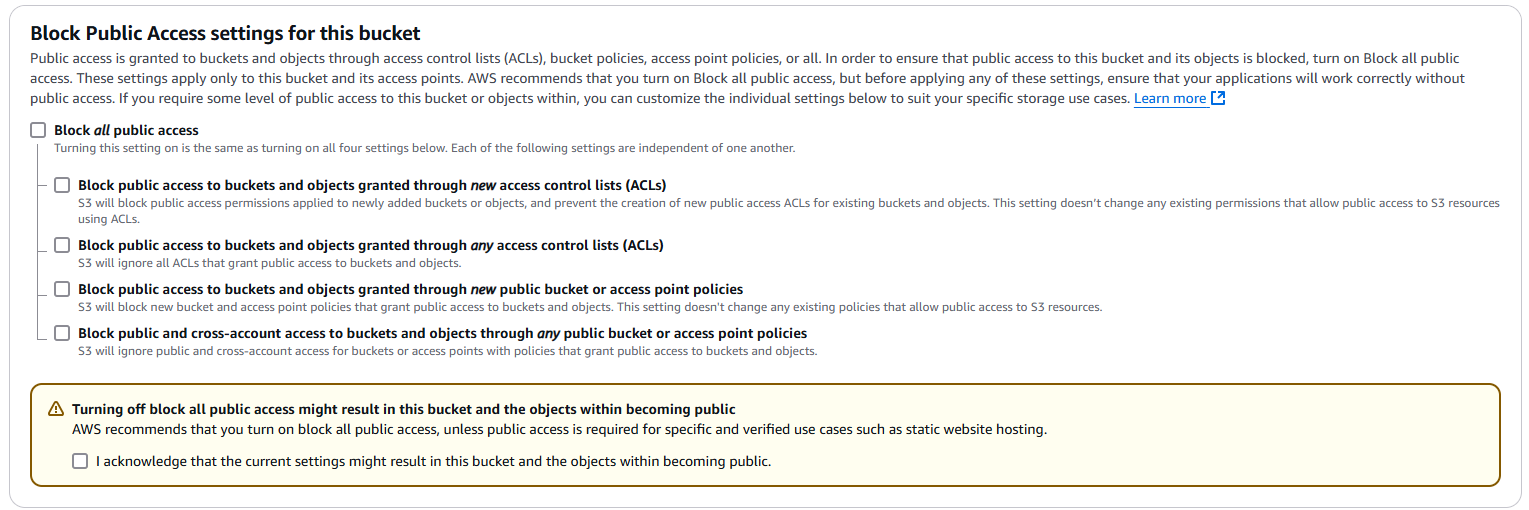 Block Public Access settings for this bucket
Public access is granted to buckets and objects through access control lists (ACLs), bucket policies, access point policies, or all. In order to ensure that public access to this bucket and its objects is blocked, turn on Block all public
access. These settings apply only to this bucket and its access points. AWS recommends that you turn on Block all public access, but before applying any of these settings, ensure that your applications will work correctly without
public access. If you require some level of public access to this bucket or objects within, you can customize the individual settings below to suit your specific storage use cases. Learn more
Block all public access
Turning this setting on is the same as turning on all four settings below. Each of the following settings are independent of one another.
Block public access to buckets and objects granted through new access control lists (ACLs)
S3 will block public access permissions applied to newly added buckets or objects, and prevent the creation of new public access ACLs for existing buckets and objects. This setting doesn't change any existing permissions that allow public access to S3 resources
using ACLs.
Block public access to buckets and objects granted through any access control lists (ACLs)
S3 will ignore all ACLs that grant public access to buckets and objects.
Block public access to buckets and objects granted through new public bucket or access point policies
S3 will block new bucket and access point policies that grant public access to buckets and objects. This setting doesn't change any existing policies that allow public access to S3 resources.
Block public and cross-account access to buckets and objects through any public bucket or access point policies
S3 will ignore public and cross-account access for buckets or access points with policies that grant public access to buckets and objects.
Turning off block all public access might result in this bucket and the objects within becoming public
AWS recommends that you turn on block all public access, unless public access is required for specific and verified use cases such as static website hosting.
I acknowledge that the current settings might result in this bucket and the objects within becoming public.